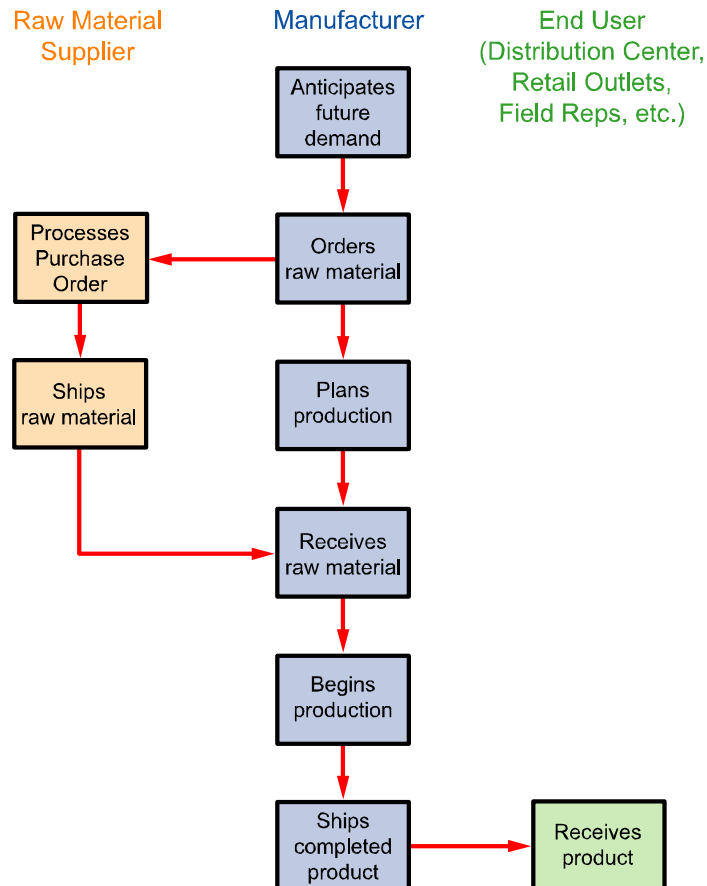 Raw Material
Supplier
Manufacturer
End User
(Distribution Center,
Retail Outlets,
Field Reps, etc.)
Anticipates
future
demand
Processes
Purchase
Order
Orders
raw material
Ships
raw material
Plans
production
Receives
raw material
Begins
production
Ships
completed
product
Receives
product